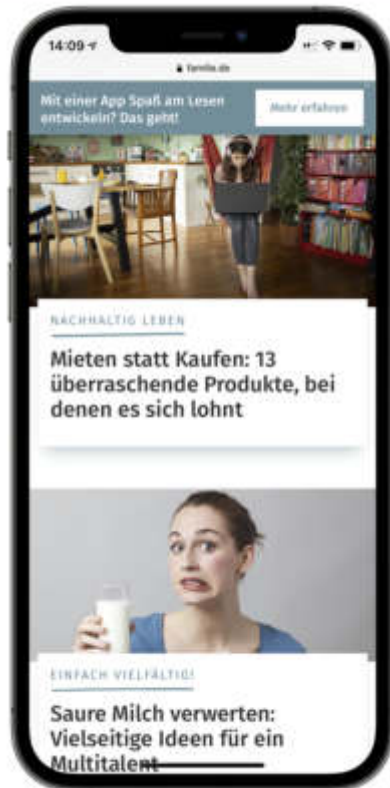 14:09
familie.de
Mit einer App Spaß am Lesen
entwickeln? Das geht!
Mehr erfahren
NACHHALTIG LEBEN
Mieten statt Kaufen: 13
überraschende Produkte, bei
denen es sich lohnt
EINFACH VIELFÄLTIG!
Saure Milch verwerten:
Vielseitige Ideen für ein
Multitalent